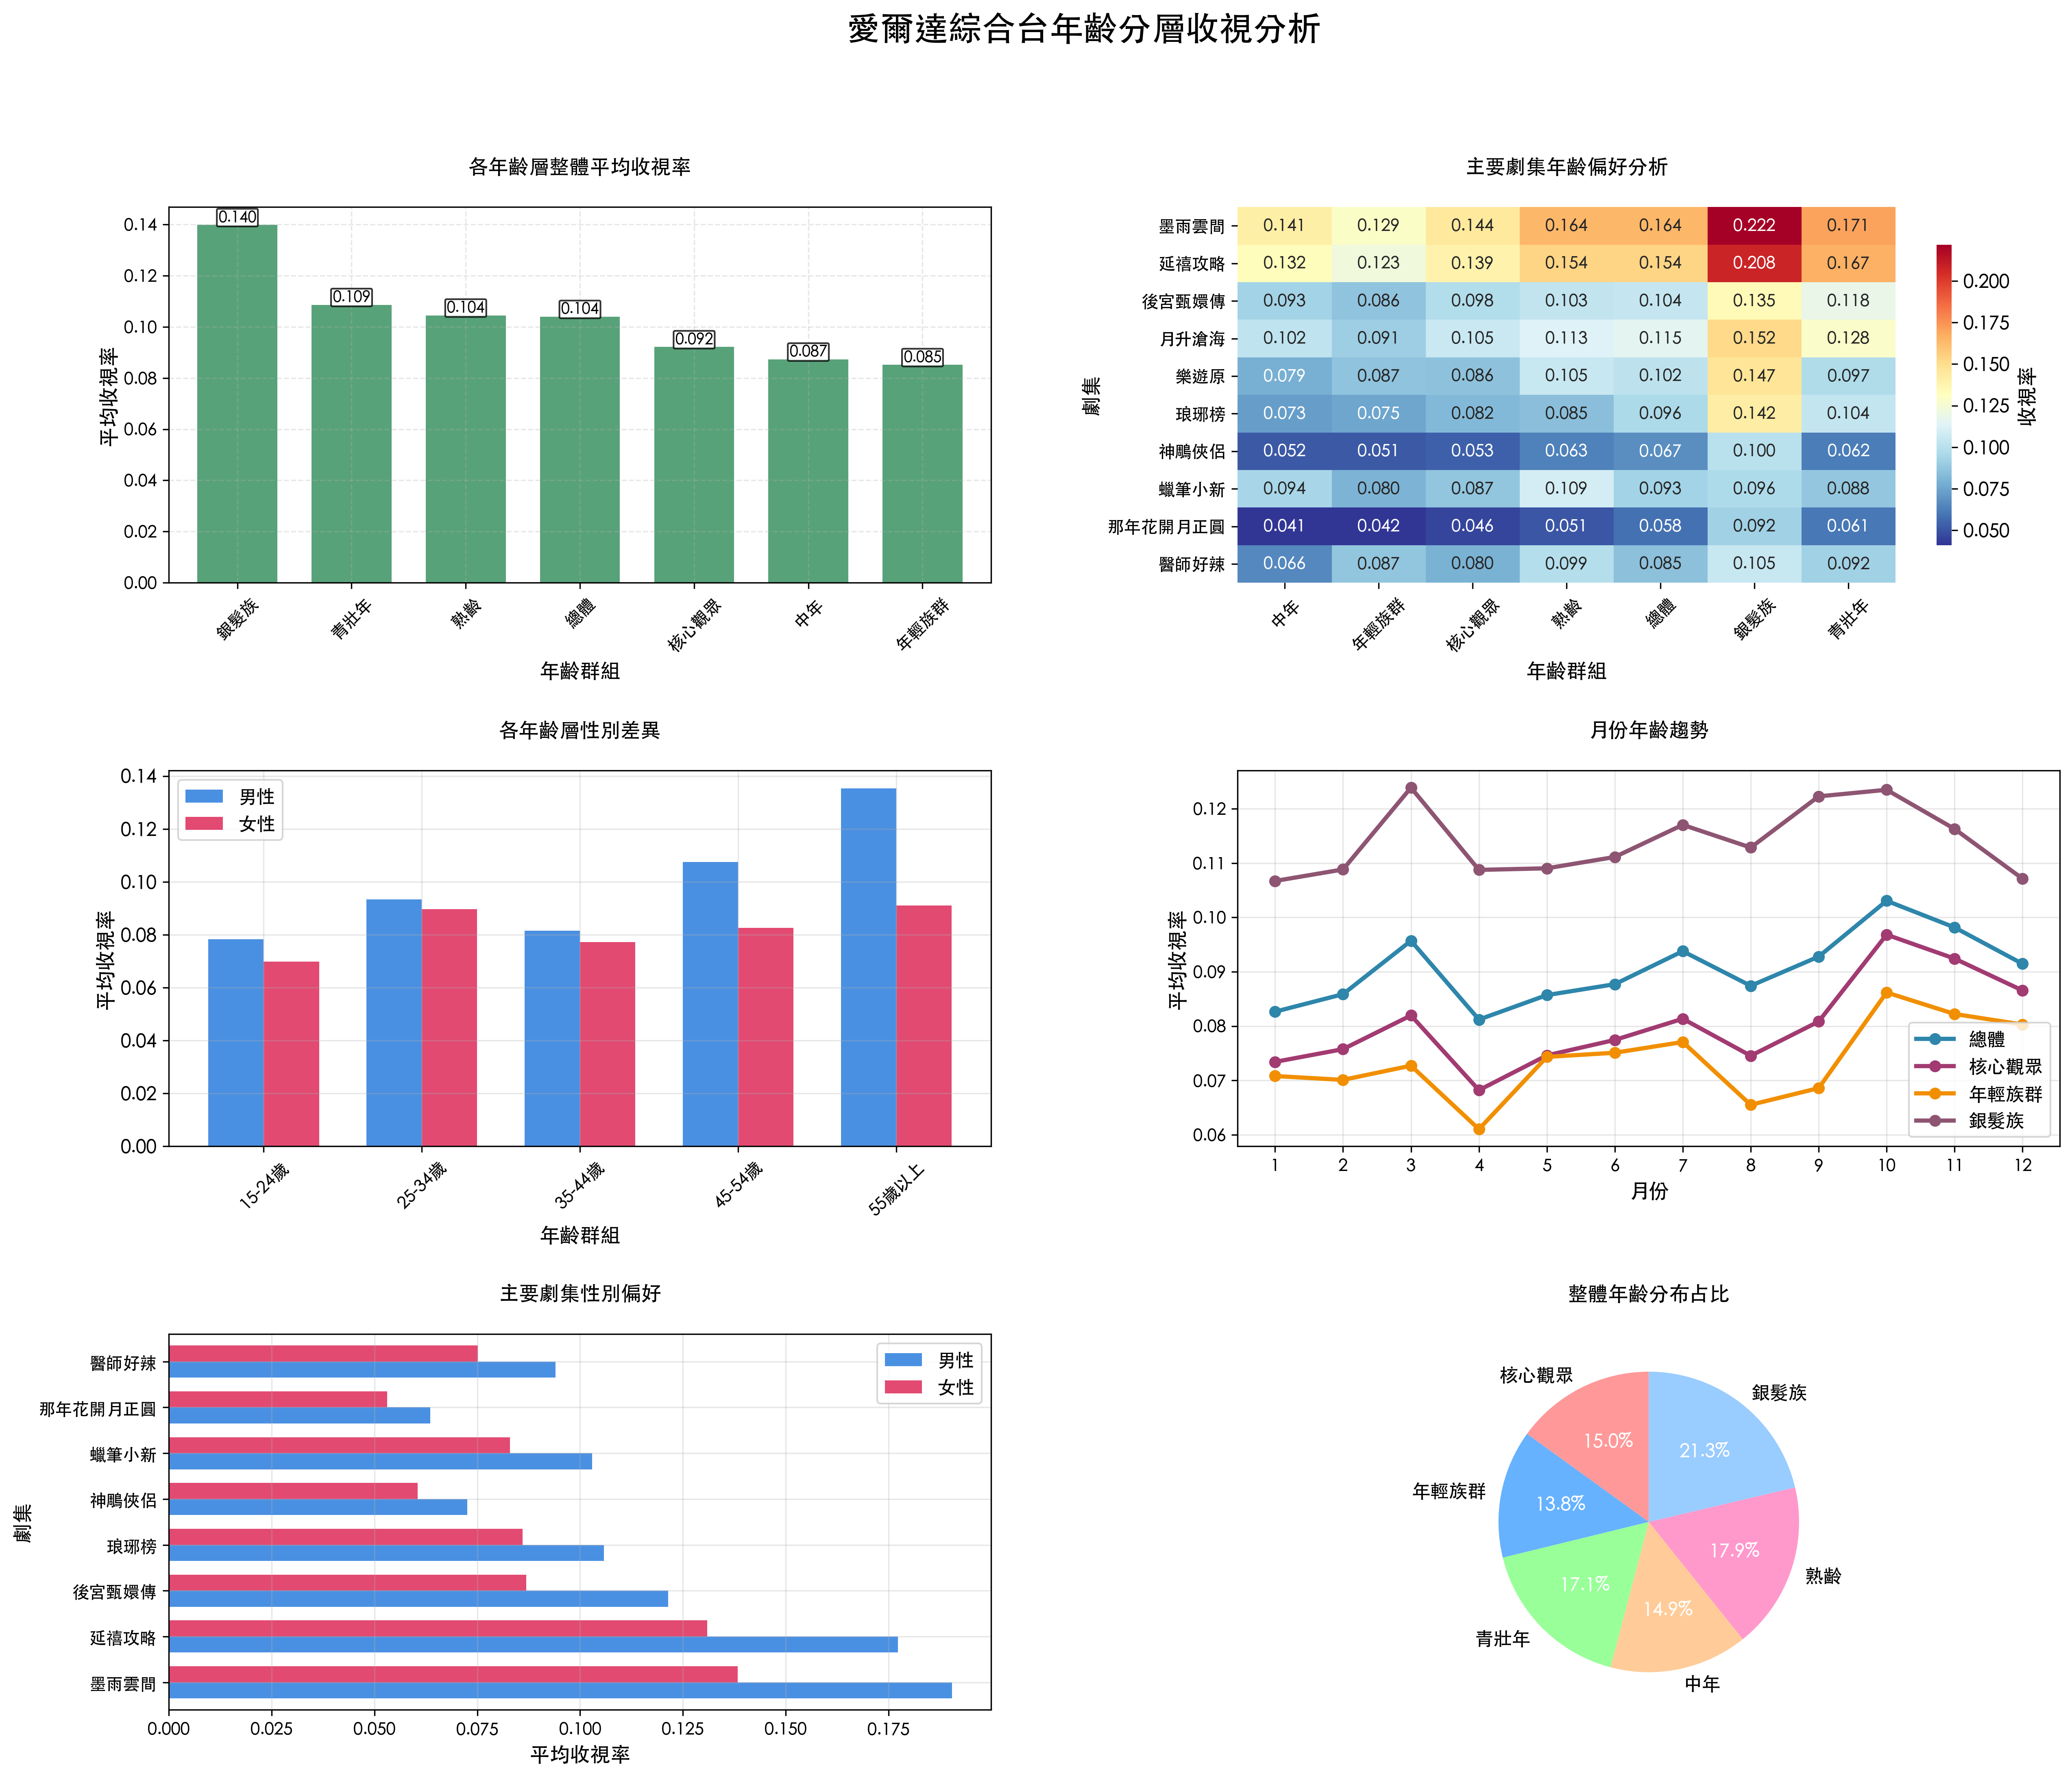 愛爾達綜合台年齡分層收視分析
各年齡層整體平均收視率
平均收視率
0.14
0.12
0.10
0.08
0.06
0.04
0.02
0.00
0.140
0.109
0.104
0.104
0.092
0.087
0.085
銀髮族
青壯年
熟齡
總體
核心觀眾
中年
年輕族群
年齡群組
主要劇集年齡偏好分析
劇集
墨雨雲間 0.141 0.129 0.144 0.164 0.164 0.222 0.171
延禧攻略 0.132 0.123 0.139 0.154 0.154 0.208 0.167
後宮甄嬛傳 0.093 0.086 0.098 0.103 0.104 0.135 0.118
月升滄海 0.102 0.091 0.105 0.113 0.115 0.152 0.128
樂遊原 0.079 0.087 0.086 0.105 0.102 0.147 0.097
琅琊榜 0.073 0.075 0.082 0.085 0.096 0.142 0.104
神鵰俠侶 0.052 0.051 0.053 0.063 0.067 0.100 0.062
蠟筆小新 0.094 0.080 0.087 0.109 0.093 0.096 0.088
那年花開月正圓 0.041 0.042 0.046 0.051 0.058 0.092 0.061
醫師好辣 0.066 0.087 0.080 0.099 0.085 0.105 0.092
中年
年輕族群
核心觀眾
熟齡
總體
銀髮族
青壯年
年齡群組
0.200
0.175
0.150
0.125
0.100
0.075
0.050
收視率
各年齡層性別差異
平均收視率
0.14
0.12
0.10
0.08
0.06
0.04
0.02
0.00
男性
女性
15-24歲
25-34歲
35-44歲
45-54歲
55歲以上
年齡群組
月份年齡趨勢
平均收視率
0.12
0.11
0.10
0.09
0.08
0.07
0.06
總體
核心觀眾
年輕族群
銀髮族
1 2 3 4 5 6 7 8 9 10 11 12
月份
主要劇集性別偏好
劇集
醫師好辣
那年花開月正圓
蠟筆小新
神鵰俠侶
琅琊榜
後宮甄嬛傳
延禧攻略
墨雨雲間
男性
女性
0.000 0.025 0.050 0.075 0.100 0.125 0.150 0.175
平均收視率
整體年齡分布占比
核心觀眾
15.0%
年輕族群
13.8%
青壯年
17.1%
中年
14.9%
熟齡
17.9%
銀髮族
21.3%